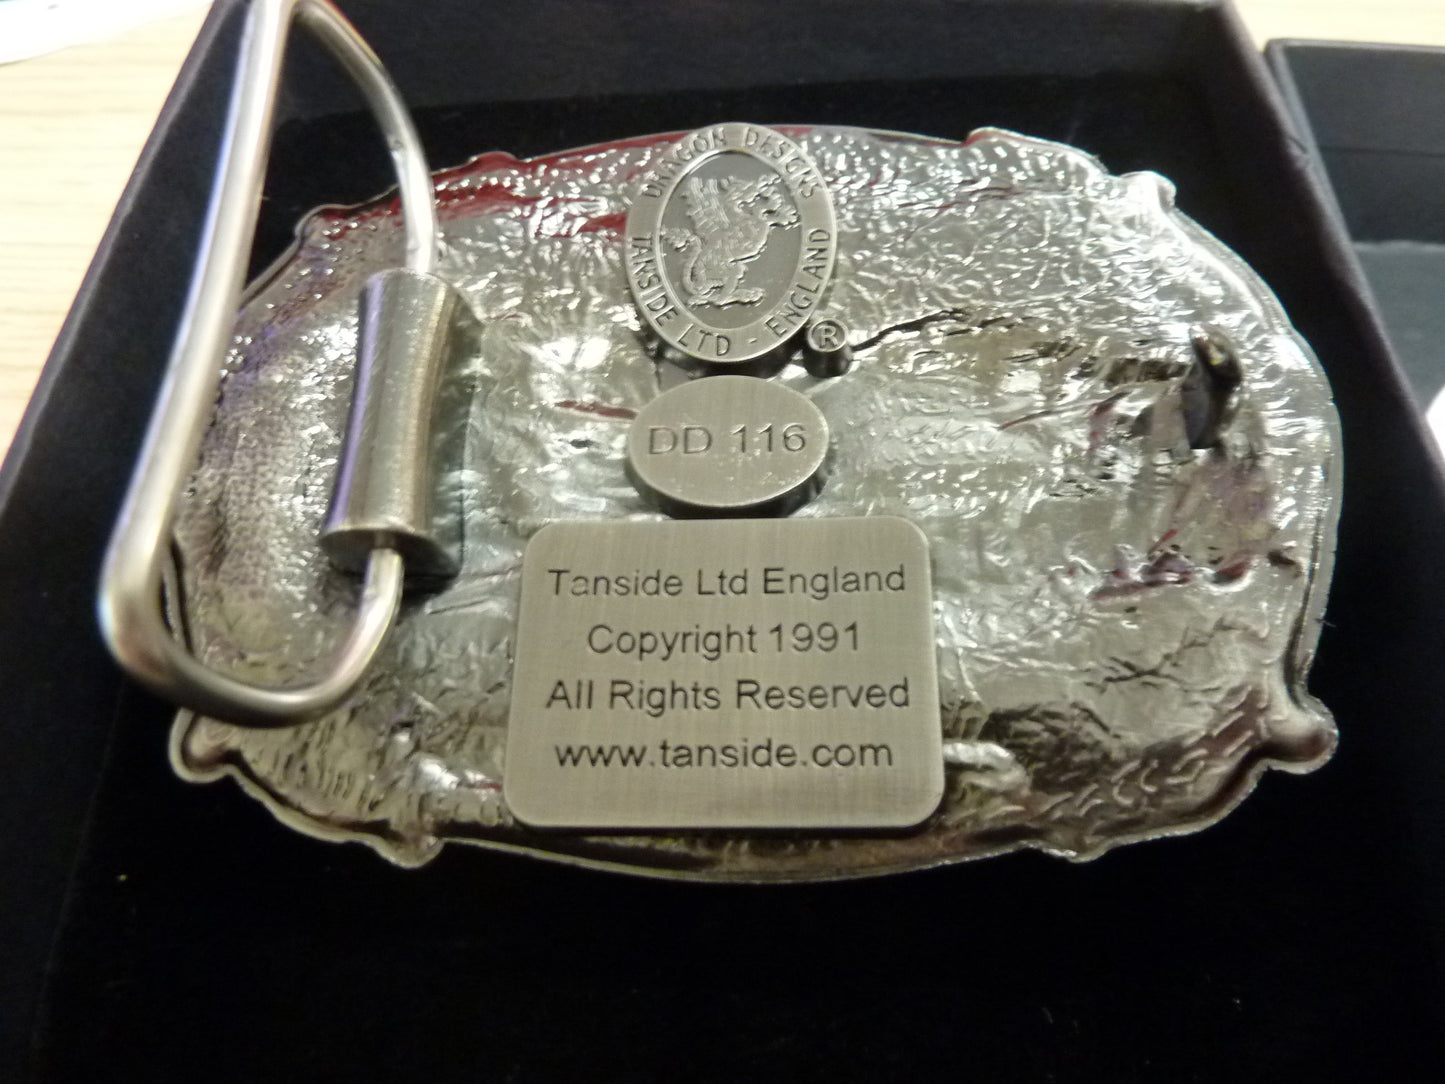 DRAGON DESIGNS
TANSIDE LTD - ENGLAND
®
DD 116
Tanside Ltd England
Copyright 1991
All Rights Reserved
www.tanside.com